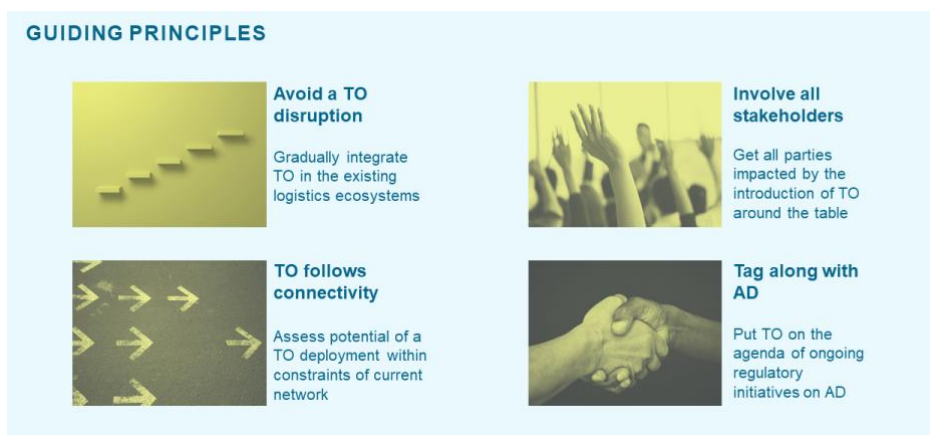 GUIDING PRINCIPLES
Avoid a TO
disruption
Gradually integrate
TO in the existing
logistics ecosystems
Involve all
stakeholders
Get all parties
impacted by the
introduction of TO
around the table
TO follows
connectivity
Assess potential of a
TO deployment within
constraints of current
network
Tag along with
AD
Put TO on the
agenda of ongoing
regulatory
initiatives on AD